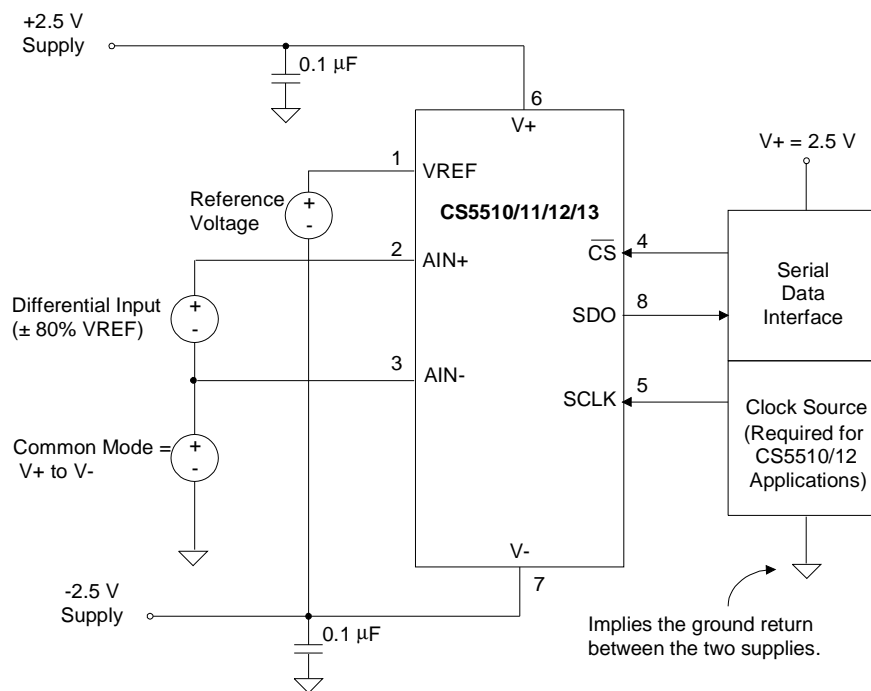 +2.5 V
Supply
0.1 μF
6
V+
V+ = 2.5 V
1
VREF
Reference
Voltage
+
-
CS5510/11/12/13
2
AIN+
4
CS
Serial
Data
Interface
Differential Input
(± 80% VREF)
+
-
SDO
8
3
AIN-
SCLK
5
Clock Source
(Required for
CS5510/12
Applications)
Common Mode =
V+ to V-
+
-
V-
7
-2.5 V
Supply
0.1 μF
Implies the ground return
between the two supplies.